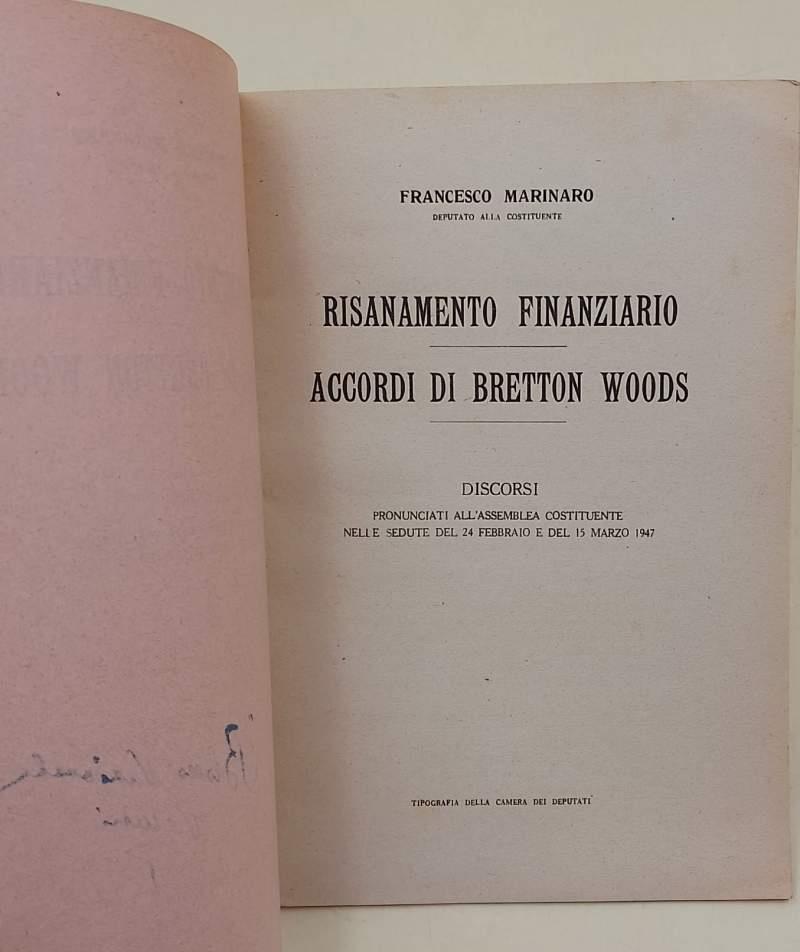 FRANCESCO MARINARO
DEPUTATO ALLA COSTITUENTE
RISANAMENTO FINANZIARIO
ACCORDI DI BRETTON WOODS
DISCORSI
PRONUNCIATI ALL'ASSEMBLEA COSTITUENTE
NELLE SEDUTE DEL 24 FEBBRAIO E DEL 15 MARZO 1947
TIPOGRAFIA DELLA CAMERA DEI DEPUTATI